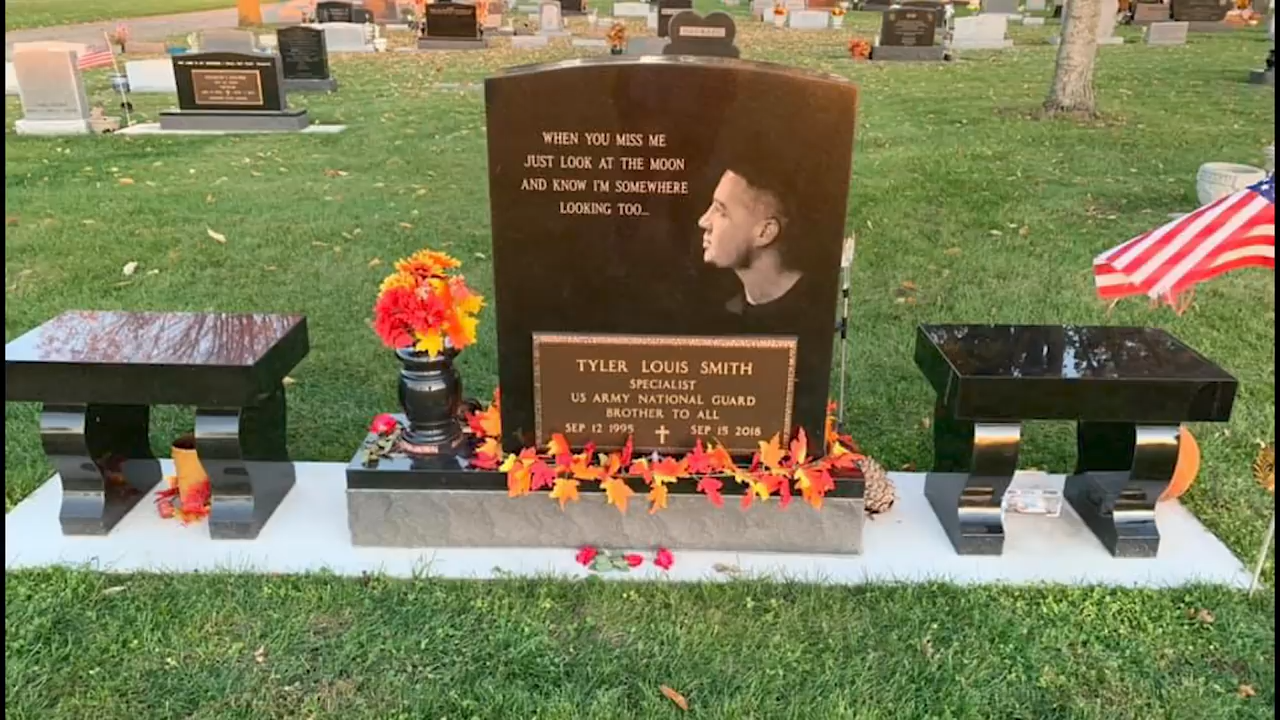 WHEN YOU MISS ME
JUST LOOK AT THE MOON
AND KNOW I'M SOMEWHERE
LOOKING TOO...
TYLER LOUIS SMITH
SPECIALIST
US ARMY NATIONAL GUARD
BROTHER TO ALL
SEP 12 1995 SEP 15 2018